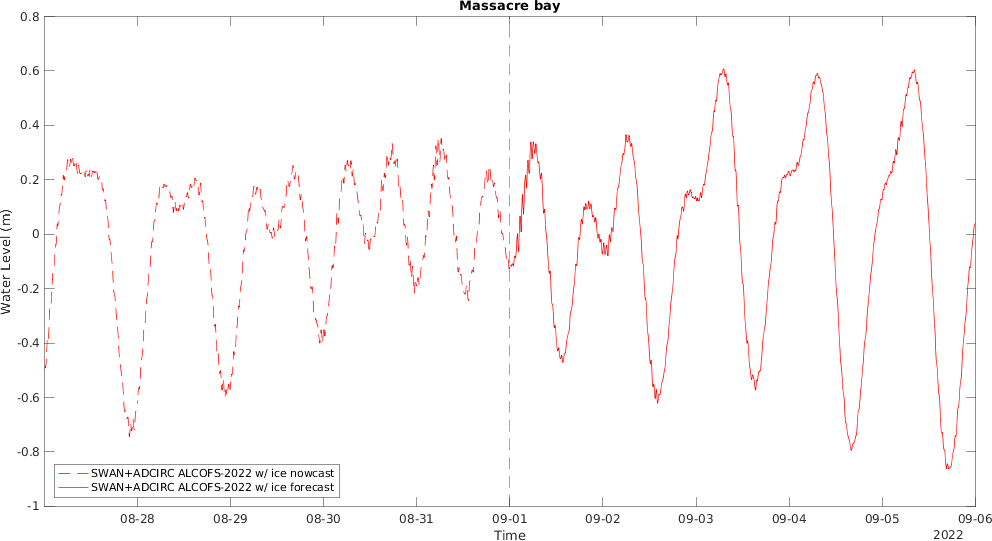 Massacre bay
0.8
0.6
0.4
0.2
0
-0.2
-0.4
-0.6
-0.8
-1
Water Level (m)
SWAN+ADCIRC ALCOFS-2022 w/ ice nowcast
SWAN+ADCIRC ALCOFS-2022 w/ ice forecast
08-28 08-29 08-30 08-31 09-01 09-02 09-03 09-04 09-05 09-06
Time
2022